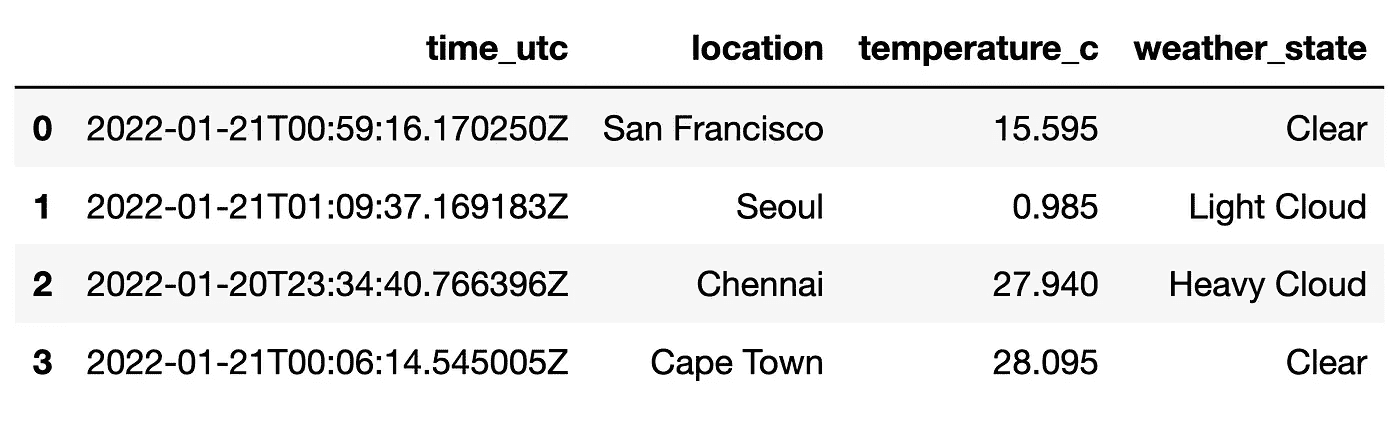 time_utc location temperature_c weather_state
0 2022-01-21T00:59:16.170250Z San Francisco 15.595 Clear
1 2022-01-21T01:09:37.169183Z Seoul 0.985 Light Cloud
2 2022-01-20T23:34:40.766396Z Chennai 27.940 Heavy Cloud
3 2022-01-21T00:06:14.545005Z Cape Town 28.095 Clear